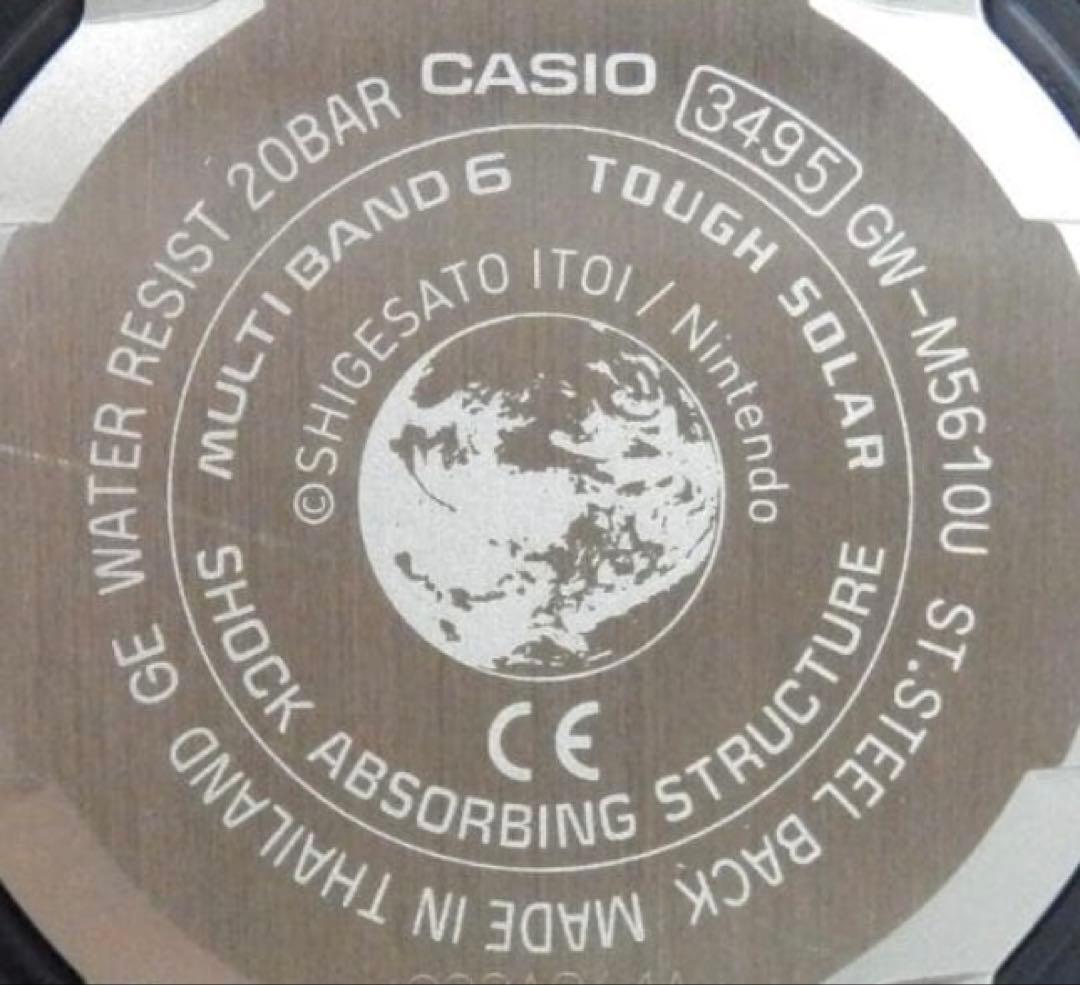 CASIO
3495
GW-M5610U
ST.STEEL BACK
MADE IN THAILAND
GE
WATER RESIST 20BAR
MULTI BAND 6
TOUGH SOLAR
SHOCK ABSORBING STRUCTURE
©SHIGESATO ITOI / Nintendo
CE